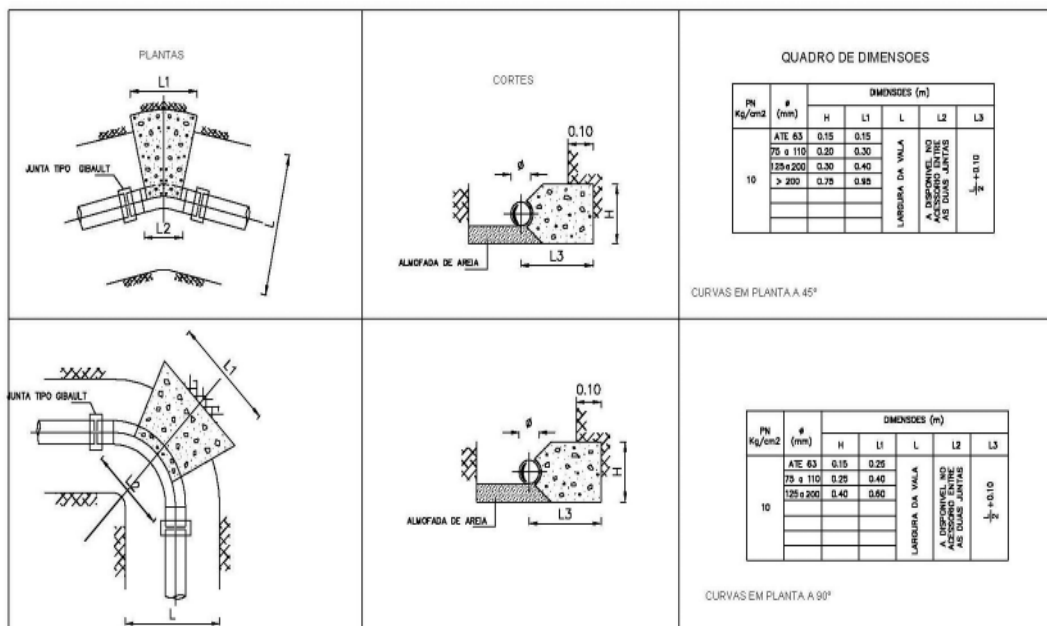 PLANTAS
L1
JUNTA TIPO GIBAULT
L2
L
CORTES
0.10
ø
H
L3
ALMOFADA DE AREIA
QUADRO DE DIMENSOES
PN Kg/cm2 ø (mm) DIMENSOES (m)
H L1 L L2 L3
10
ATE 63 0.15 0.15
75 a 110 0.20 0.30
125 a 200 0.30 0.40
> 200 0.75 0.95
LARGURA DA VALA
A DISPONIVEL NO
ACESSORIO ENTRE
AS DUAS JUNTAS
L/2 +0.10
CURVAS EM PLANTA A 45º
L1
JUNTA TIPO GIBAULT
L2
L
0.10
ø
H
L3
ALMOFADA DE AREIA
PN Kg/cm2 ø (mm) DIMENSOES (m)
H L1 L L2 L3
10
ATE 63 0.15 0.25
75 a 110 0.25 0.40
125 a 200 0.40 0.60
LARGURA DA VALA
A DISPONIVEL NO
ACESSORIO ENTRE
AS DUAS JUNTAS
L/2 +0.10
CURVAS EM PLANTA A 90º